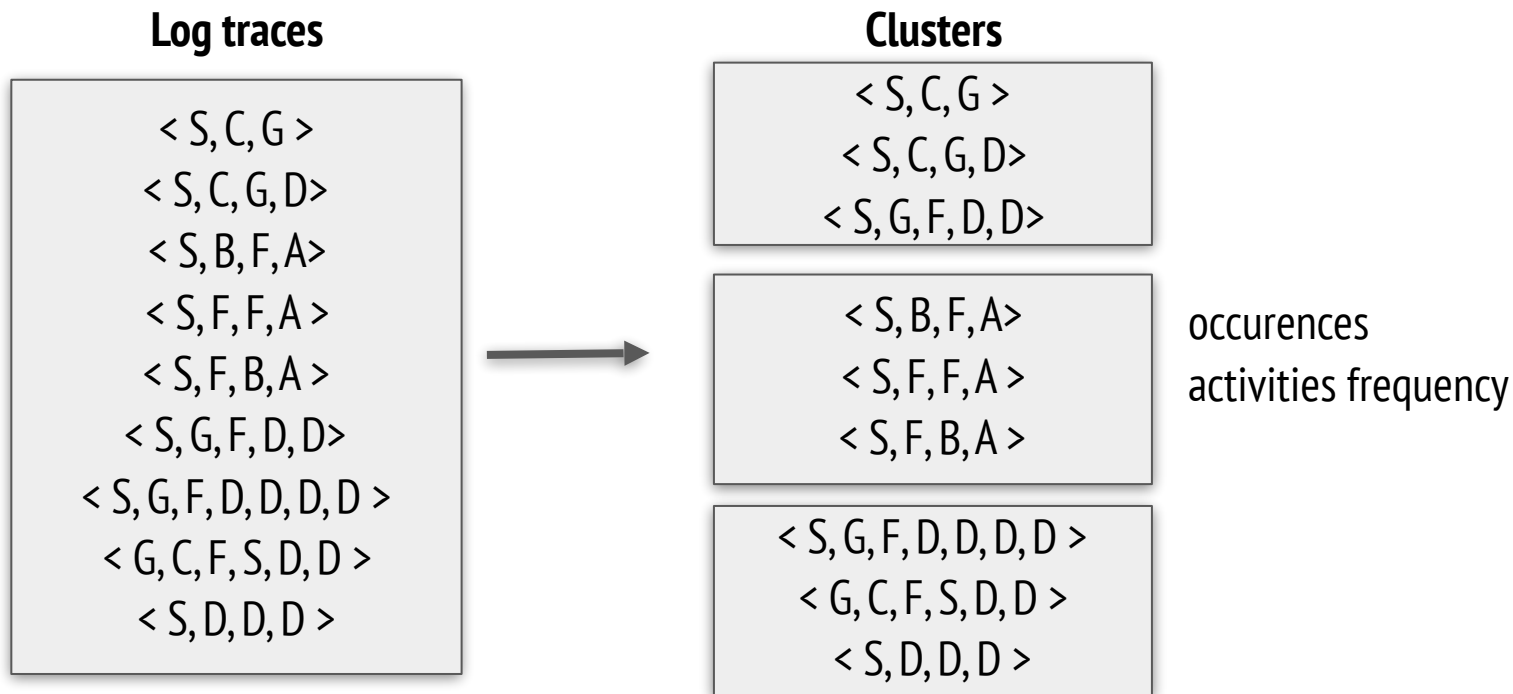 Log traces
< S, C, G >
< S, C, G, D>
< S, B, F, A>
< S, F, F, A >
< S, F, B, A >
< S, G, F, D, D>
< S, G, F, D, D, D, D >
< G, C, F, S, D, D >
< S, D, D, D >
Clusters
< S, C, G >
< S, C, G, D>
< S, G, F, D, D>
< S, B, F, A>
< S, F, F, A >
< S, F, B, A >
< S, G, F, D, D, D, D >
< G, C, F, S, D, D >
< S, D, D, D >
occurences
activities frequency